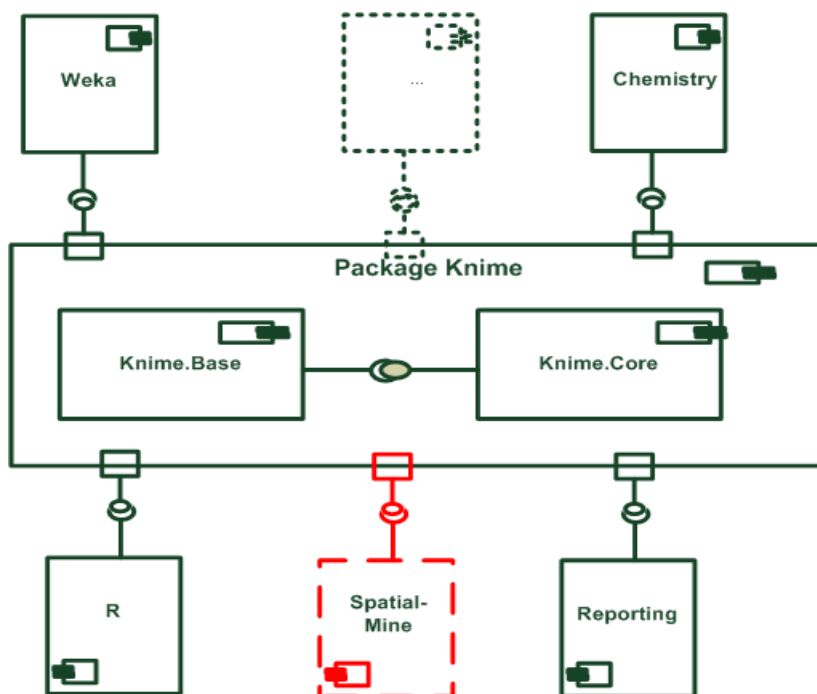 Weka
...
Chemistry
Package Knime
Knime.Base
Knime.Core
R
Spatial-
Mine
Reporting